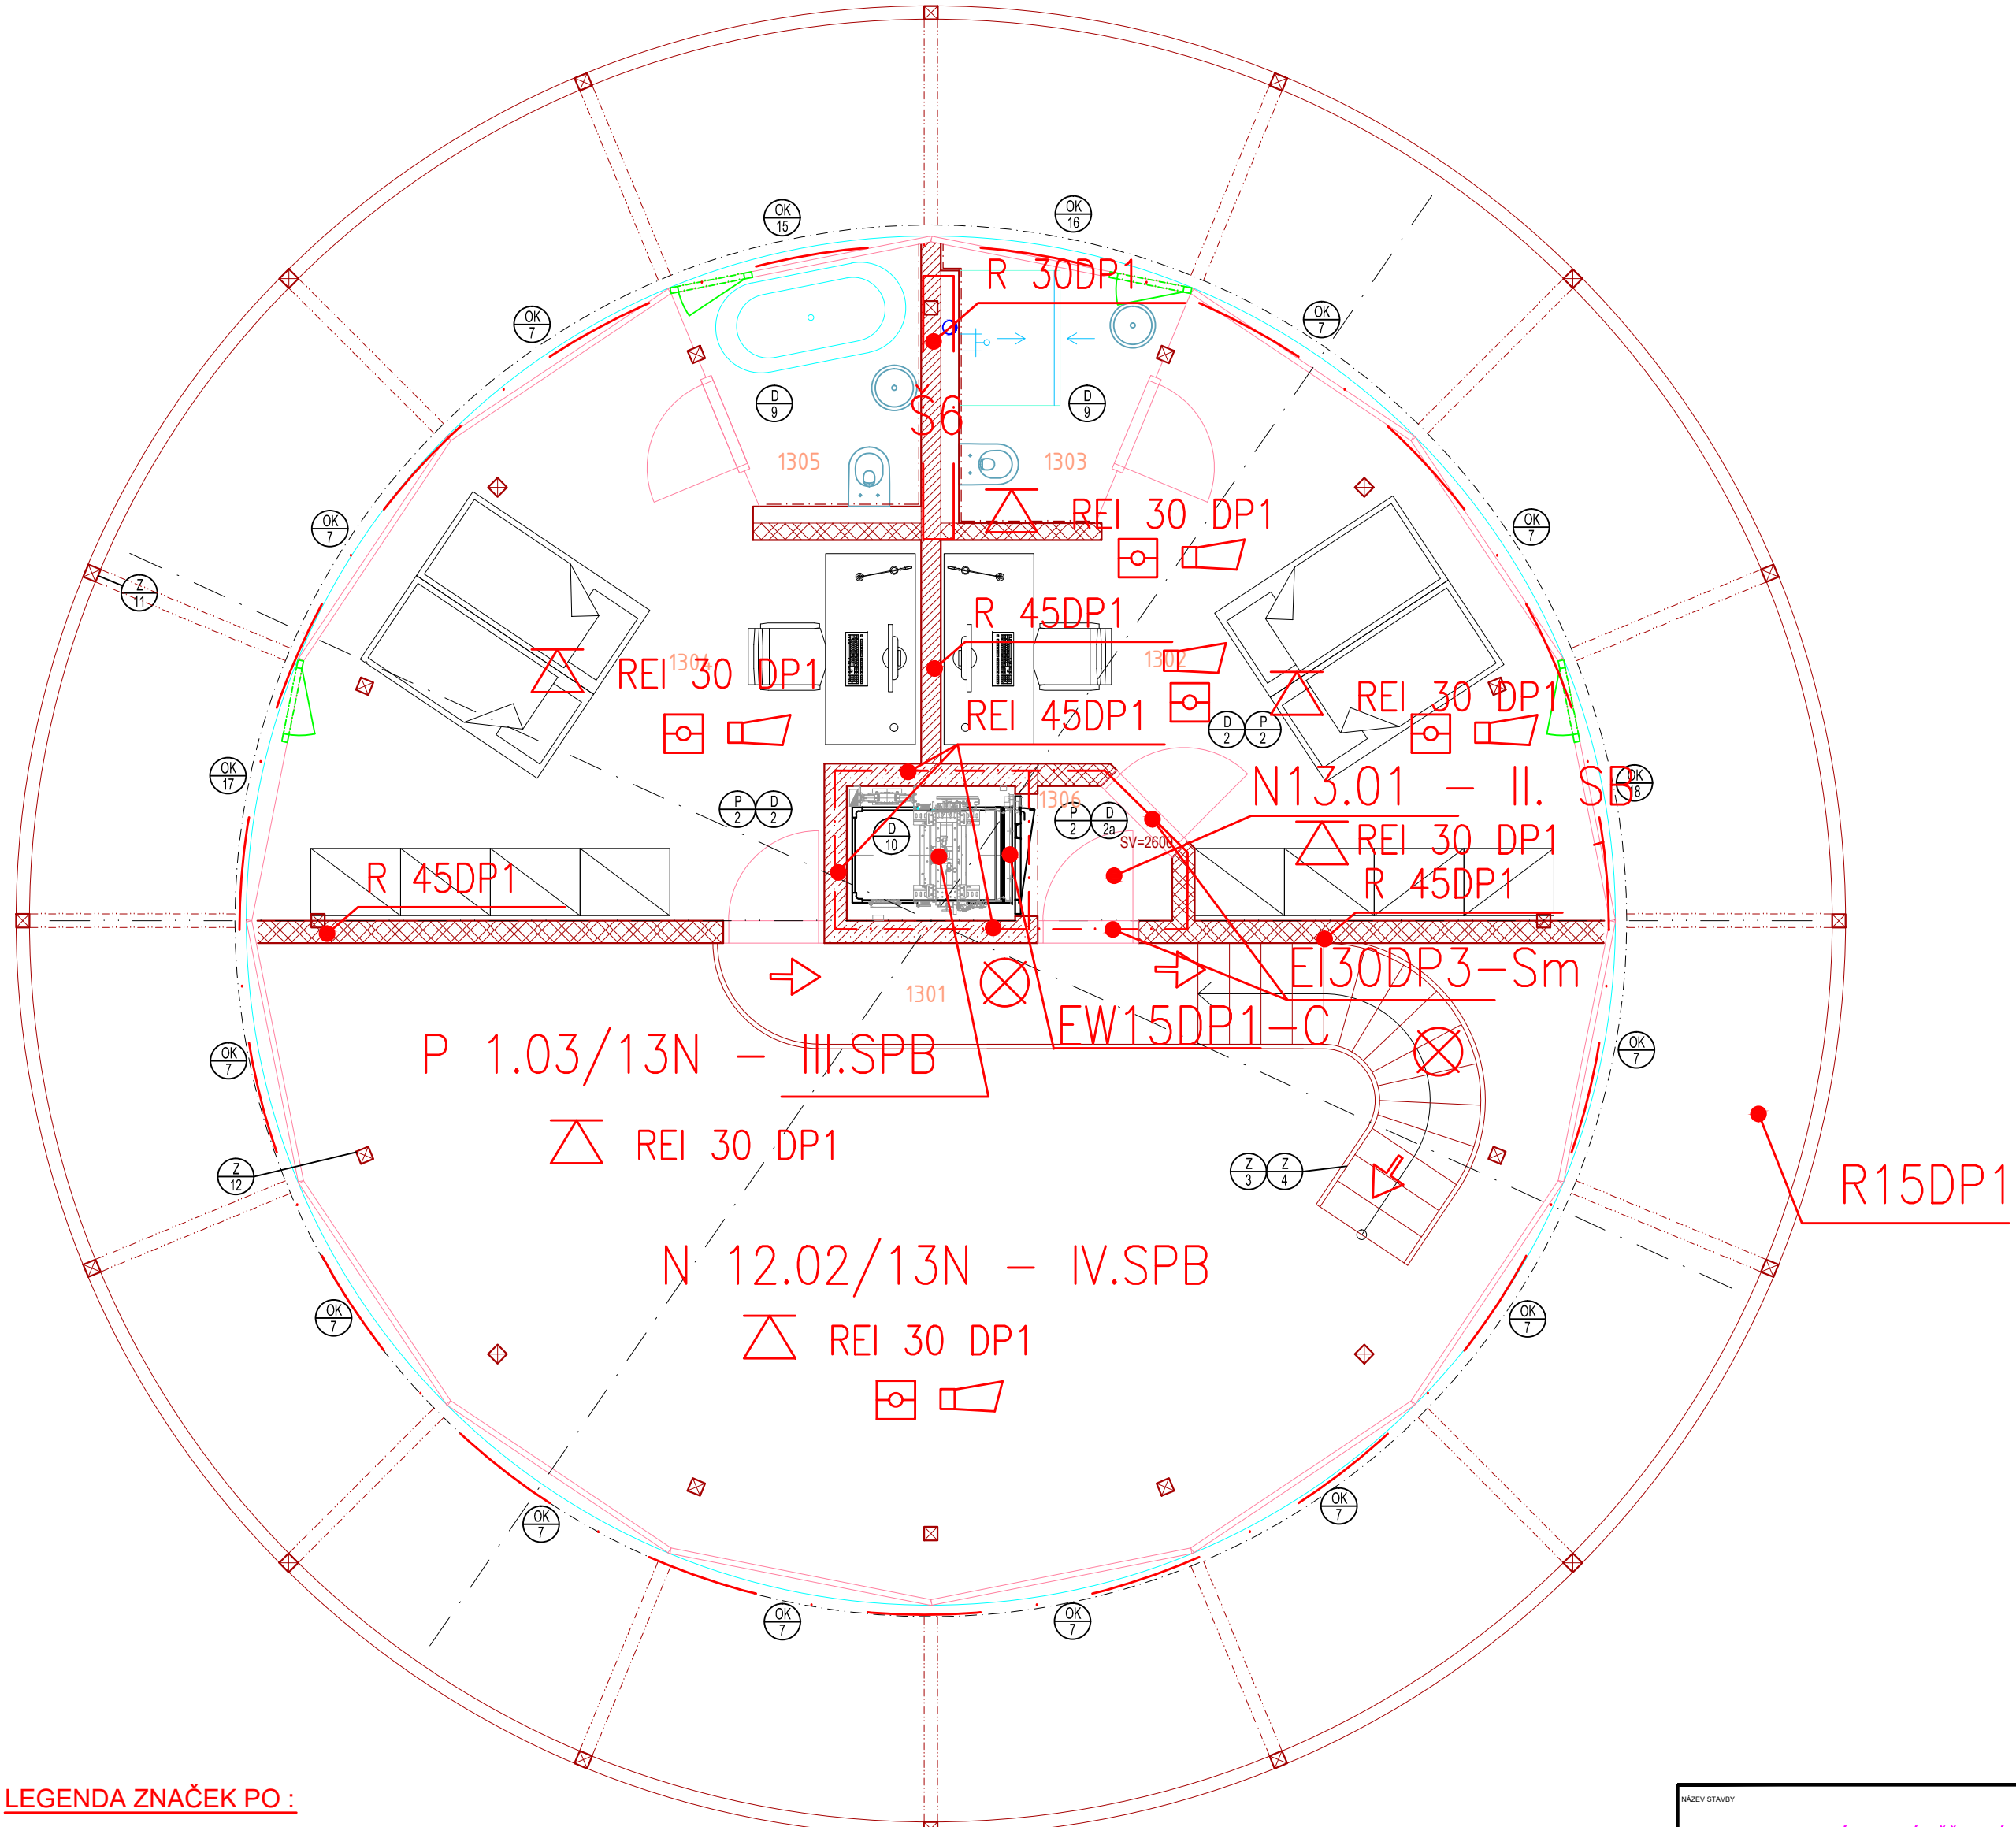 OK
15
OK
16
R 30DP1
OK
7
OK
7
D
9
D
9
Š6
1305
1303
REI 30 DP1
OK
7
OK
7
Z
11
R 45DP1
1304
REI 30 DP1
1302
REI 30 DP1
REI 45DP1
D
2
P
2
OK
17
N13.01 - II. SB
OK
18
P
2
D
2
D
10
1306
P
2
D
2a
SV=2600
REI 30 DP1
R 45DP1
R 45DP1
EI30DP3-Sm
1301
EW15DP1-C
P 1.03/13N - III.SPB
OK
7
OK
7
REI 30 DP1
Z
12
Z
3
Z
4
R15DP1
N 12.02/13N - IV.SPB
REI 30 DP1
OK
7
OK
7
OK
7
OK
7
OK
7
OK
7
LEGENDA ZNAČEK PO :
NÁZEV STAVBY